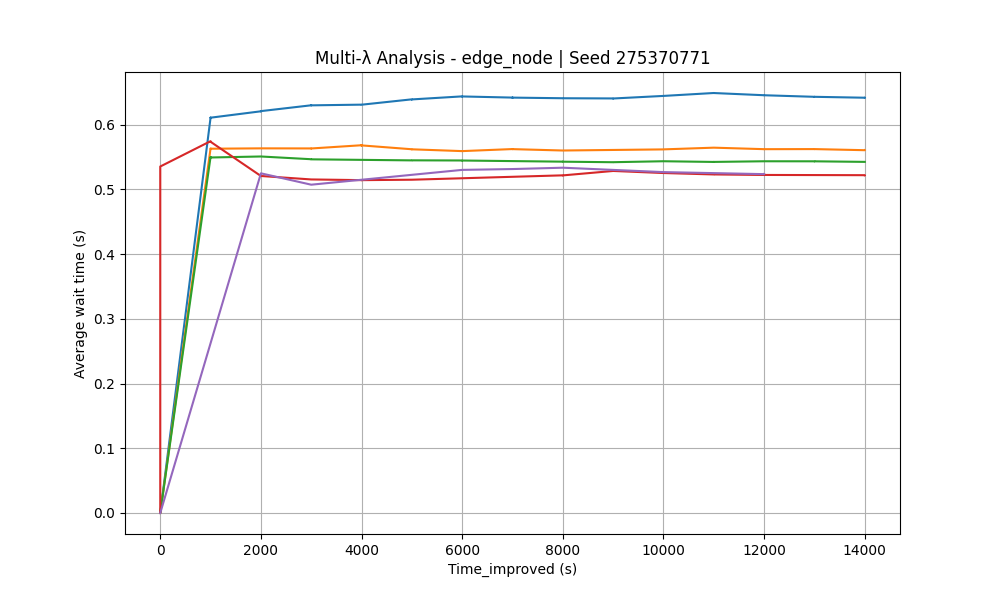 Multi-λ Analysis - edge_node | Seed 275370771
Average wait time (s)
0.6
0.5
0.4
0.3
0.2
0.1
0.0
0 2000 4000 6000 8000 10000 12000 14000
Time_improved (s)